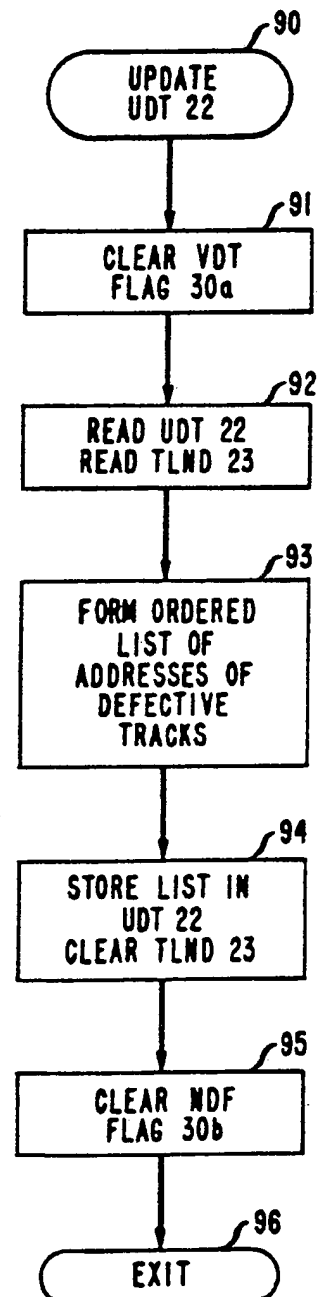 90
UPDATE
UDT 22
91
CLEAR VDT
FLAG 30a
92
READ UDT 22
READ TLND 23
93
FORM ORDERED
LIST OF
ADDRESSES OF
DEFECTIVE
TRACKS
94
STORE LIST IN
UDT 22
CLEAR TLND 23
95
CLEAR NDF
FLAG 30b
96
EXIT